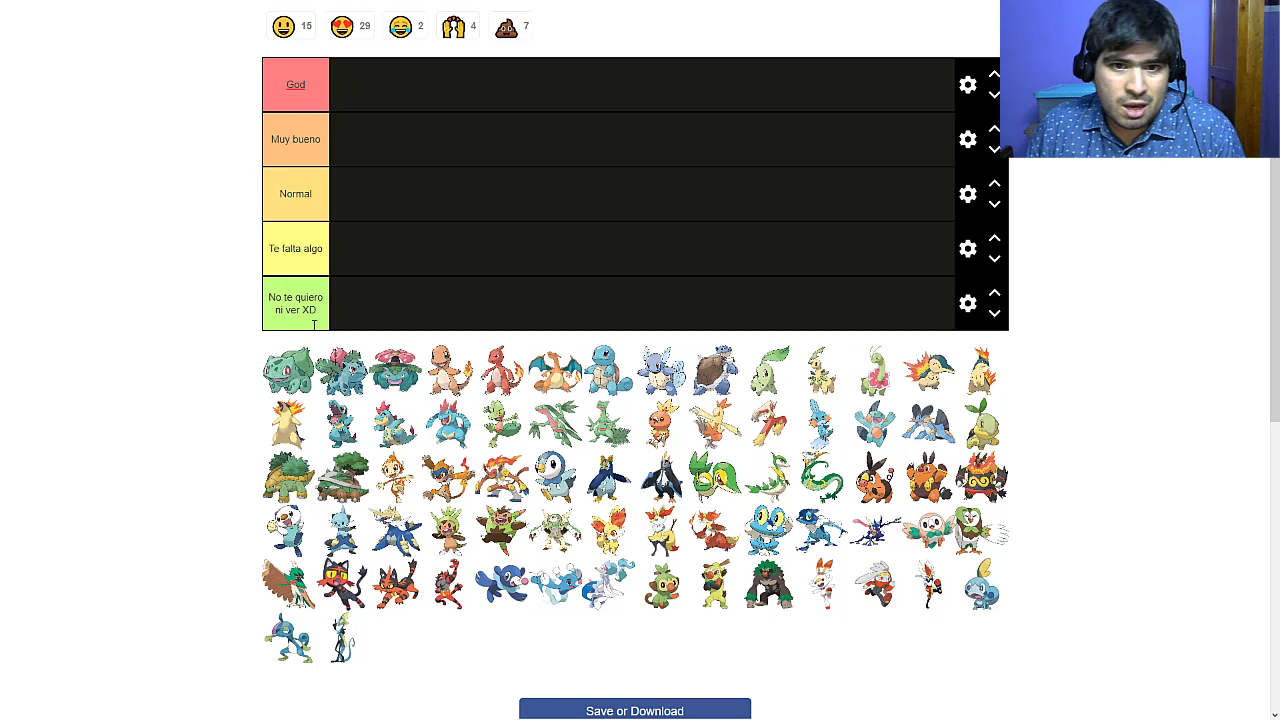 15
29
2
4
7
God
Muy bueno
Normal
Te falta algo
No te quiero
ni ver XD
Save or Download